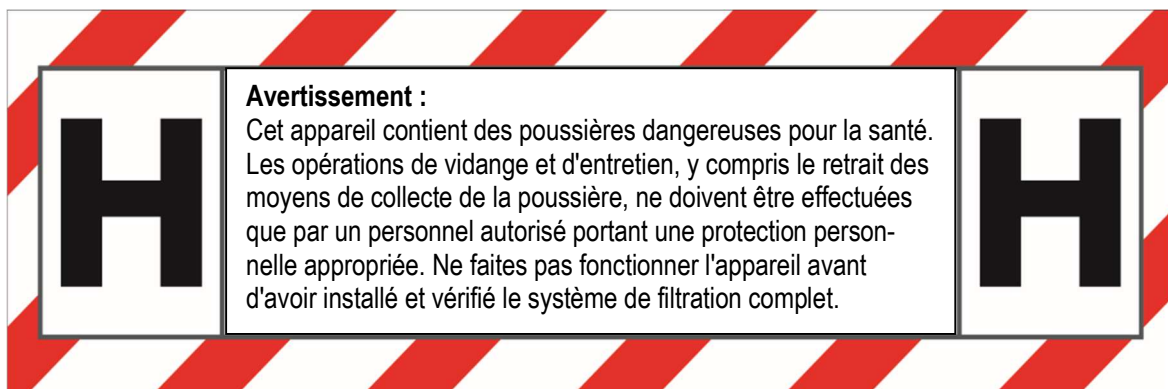 H
Avertissement :
Cet appareil contient des poussières dangereuses pour la santé.
Les opérations de vidange et d'entretien, y compris le retrait des
moyens de collecte de la poussière, ne doivent être effectuées
que par un personnel autorisé portant une protection person-
nelle appropriée. Ne faites pas fonctionner l'appareil avant
d'avoir installé et vérifié le système de filtration complet.
H